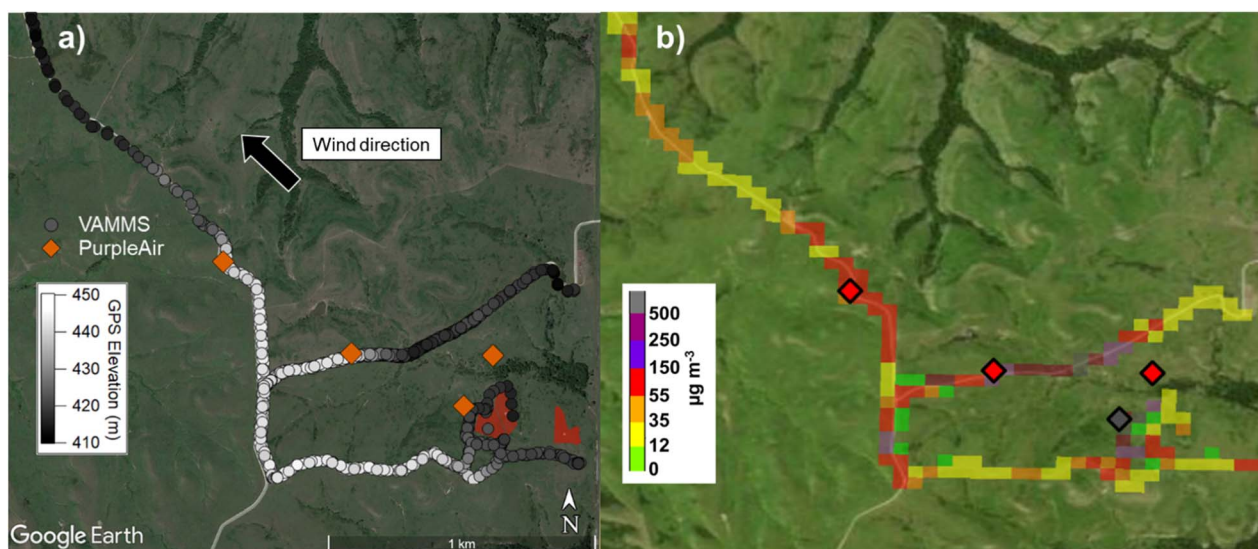 a)
Wind direction
VAMMS
PurpleAir
450
440
430
420
410
GPS Elevation (m)
Google Earth
1 km
N
b)
500
250
150
55
35
12
0
µg m⁻³